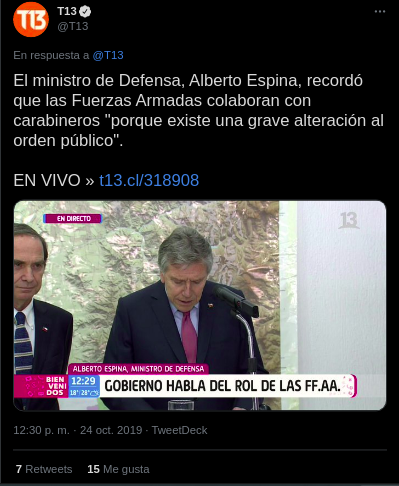 T13
T13
@T13
En respuesta a @T13
El ministro de Defensa, Alberto Espina, recordó
que las Fuerzas Armadas colaboran con
carabineros "porque existe una grave alteración al
orden público".
EN VIVO » t13.cl/318908
EN DIRECTO
13
ALBERTO ESPINA, MINISTRO DE DEFENSA
BIEN
VENI
DOS
12:29
18° 28°
GOBIERNO HABLA DEL ROL DE LAS FF.AA.
12:30 p. m. · 24 oct. 2019 · TweetDeck
7 Retweets 15 Me gusta